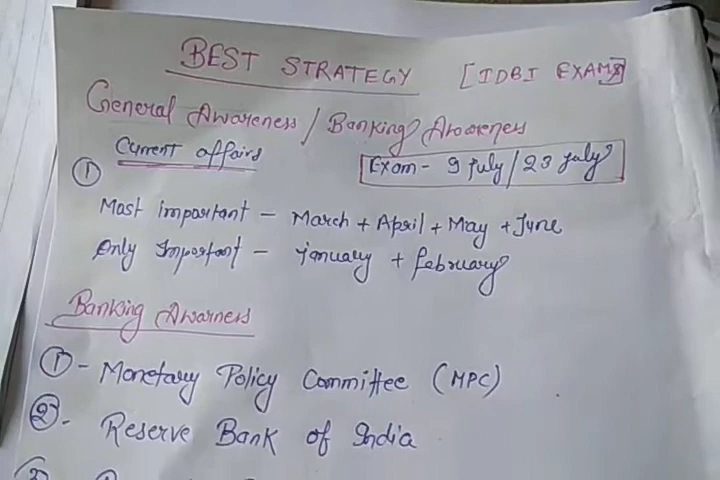 BEST STRATEGY [IDBI EXAMS]
General Awareness / Banking Awareness
Current affairs
Exam - 9 July / 23 July
①
Most important - March + April + May + June
Only Important - January + february
Banking Awarness
① - Monetary Policy Committee (MPC)
② - Reserve Bank of India